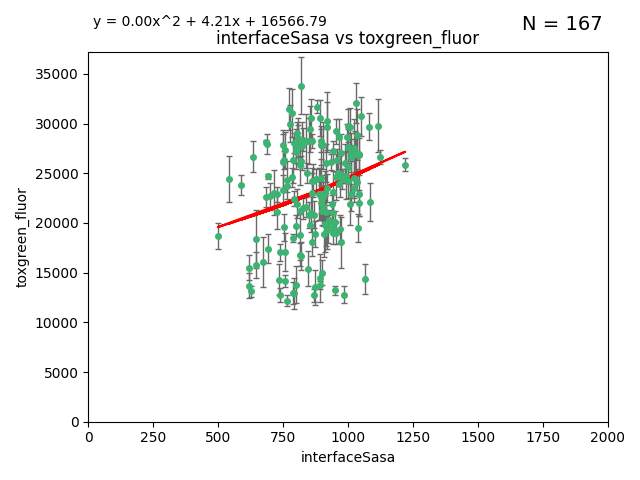 y = 0.00x^2 + 4.21x + 16566.79
N = 167
interfaceSasa vs toxgreen_fluor
35000
30000
25000
20000
15000
10000
5000
0
toxgreen_fluor
0 250 500 750 1000 1250 1500 1750 2000
interfaceSasa